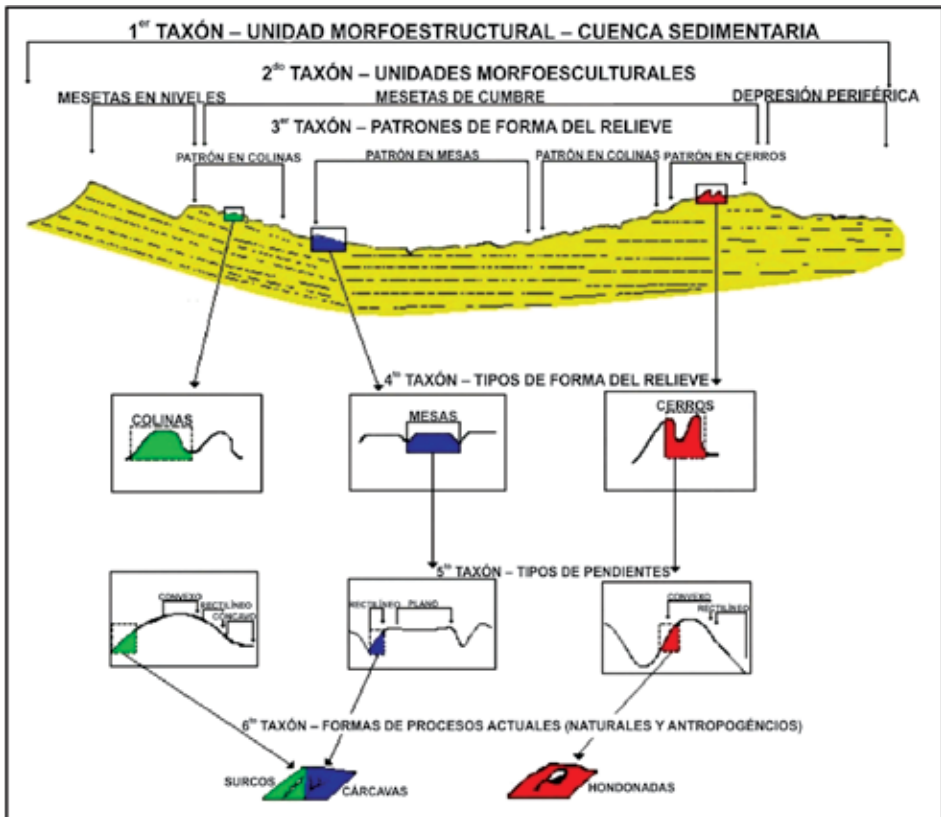 1er TAXÓN – UNIDAD MORFOESTRUCTURAL – CUENCA SEDIMENTARIA
2do TAXÓN – UNIDADES MORFOESCULTURALES
MESETAS EN NIVELES
MESETAS DE CUMBRE
DEPRESIÓN PERIFÉRICA
3er TAXÓN – PATRONES DE FORMA DEL RELIEVE
PATRÓN EN COLINAS
PATRÓN EN MESAS
PATRÓN EN COLINAS
PATRÓN EN CERROS
4to TAXÓN – TIPOS DE FORMA DEL RELIEVE
COLINAS
MESAS
CERROS
5to TAXÓN – TIPOS DE PENDIENTES
CONVEXO
RECTILÍNEO
CÓNCAVO
RECTILÍNEO
PLANO
CONVEXO
RECTILÍNEO
6to TAXÓN – FORMAS DE PROCESOS ACTUALES (NATURALES Y ANTROPOGÉNCIOS)
SURCOS
CÁRCAVAS
HONDONADAS